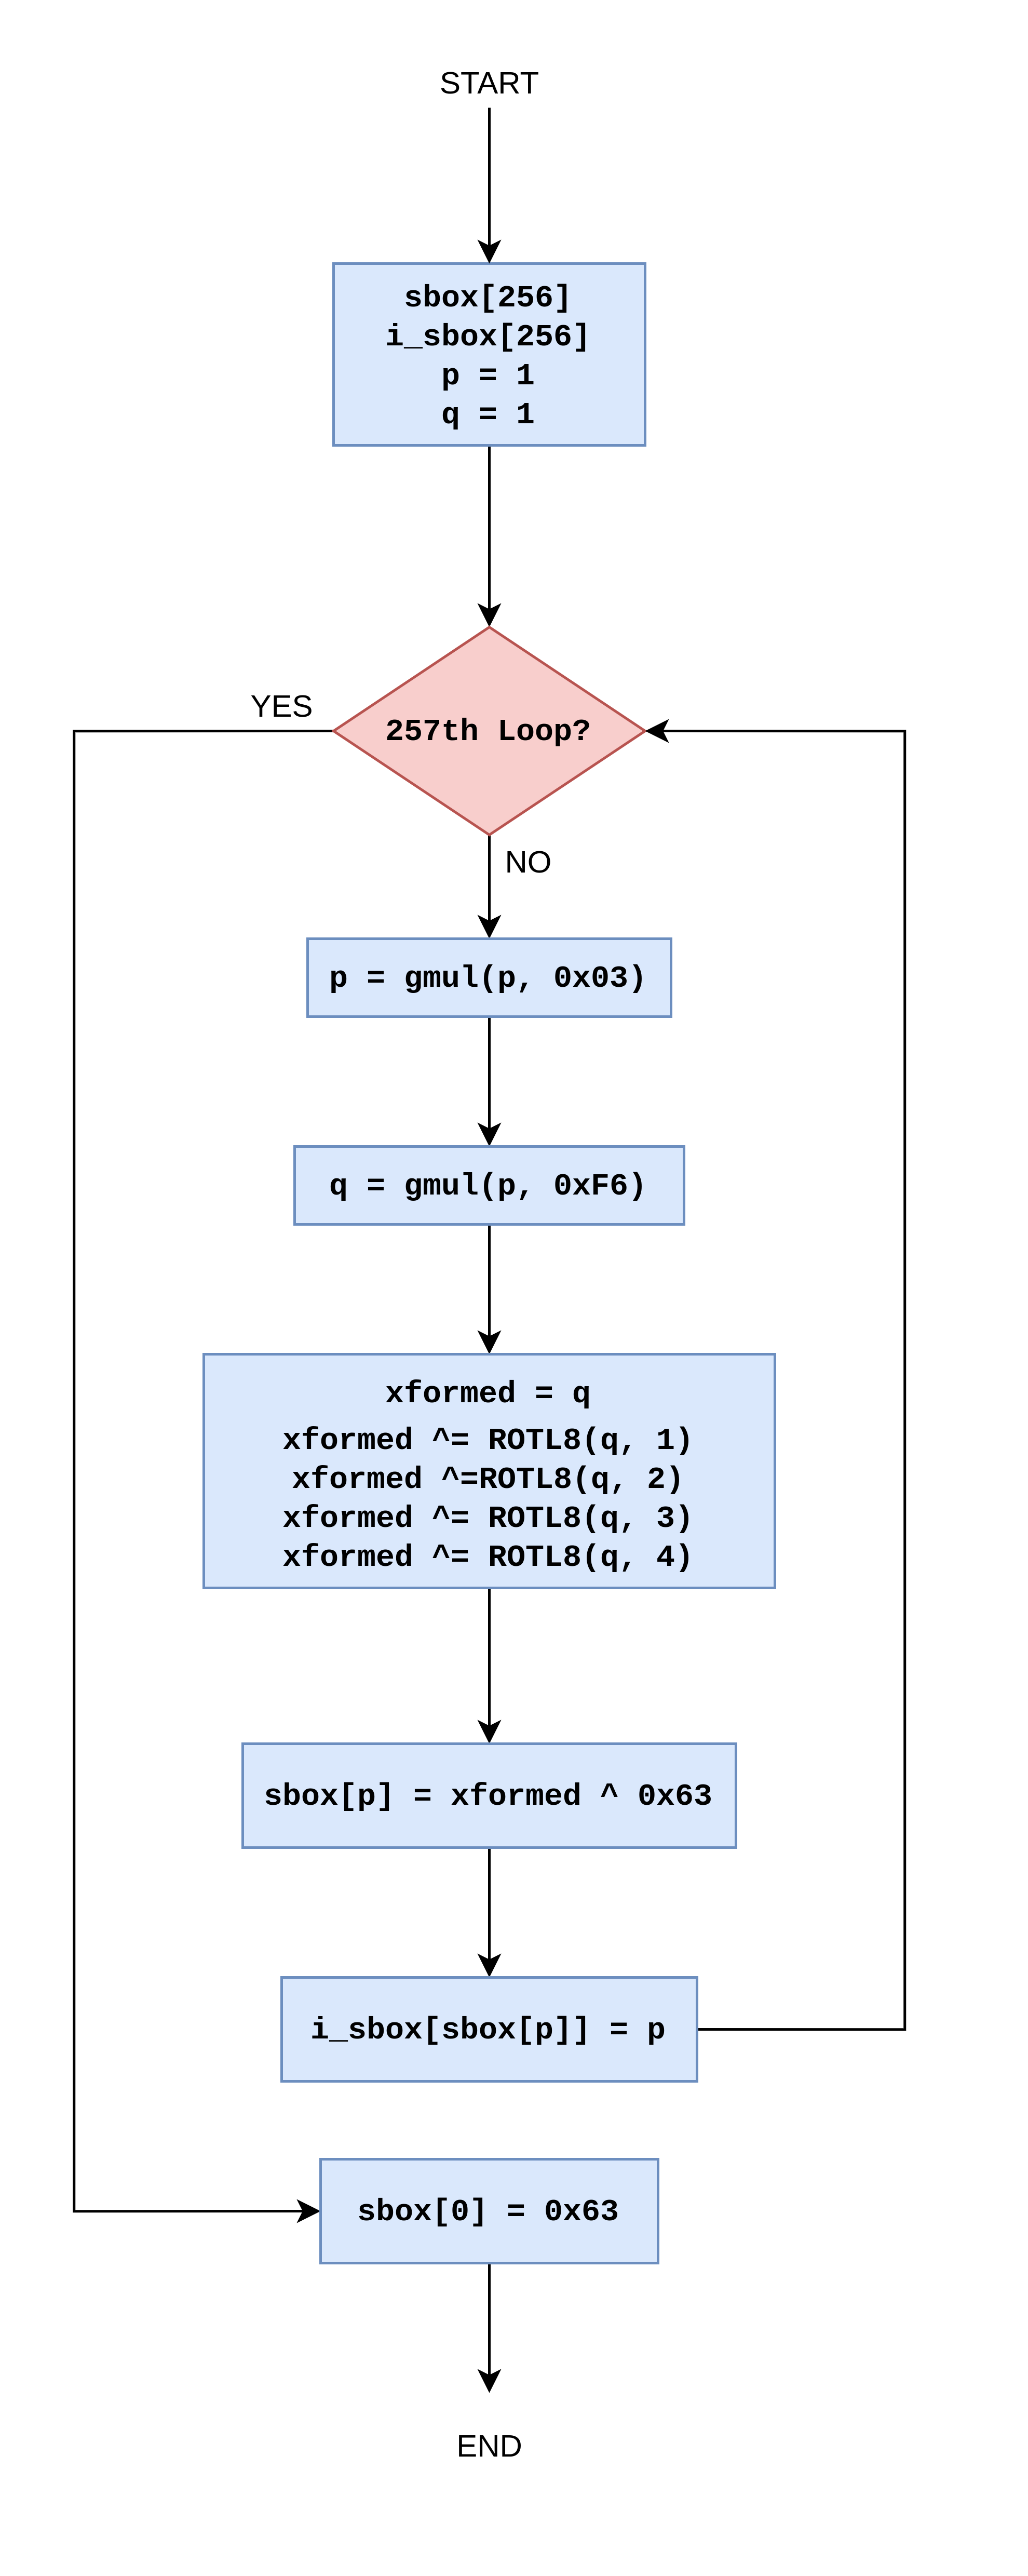 START
sbox[256]
i_sbox[256]
p = 1
q = 1
YES
257th Loop?
NO
p = gmul(p, 0x03)
q = gmul(p, 0xF6)
xformed = q
xformed ^= ROTL8(q, 1)
xformed ^=ROTL8(q, 2)
xformed ^= ROTL8(q, 3)
xformed ^= ROTL8(q, 4)
sbox[p] = xformed ^ 0x63
i_sbox[sbox[p]] = p
sbox[0] = 0x63
END